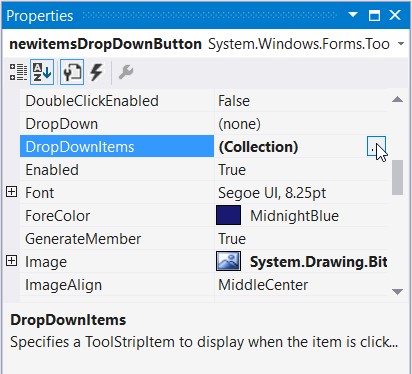 Properties
newitemsDropDownButton System.Windows.Forms.Too
DoubleClickEnabled False
DropDown (none)
DropDownItems (Collection)
Enabled True
Font Segoe UI, 8.25pt
ForeColor MidnightBlue
GenerateMember True
Image System.Drawing.Bit
ImageAlign MiddleCenter
DropDownItems
Specifies a ToolStripItem to display when the item is click...